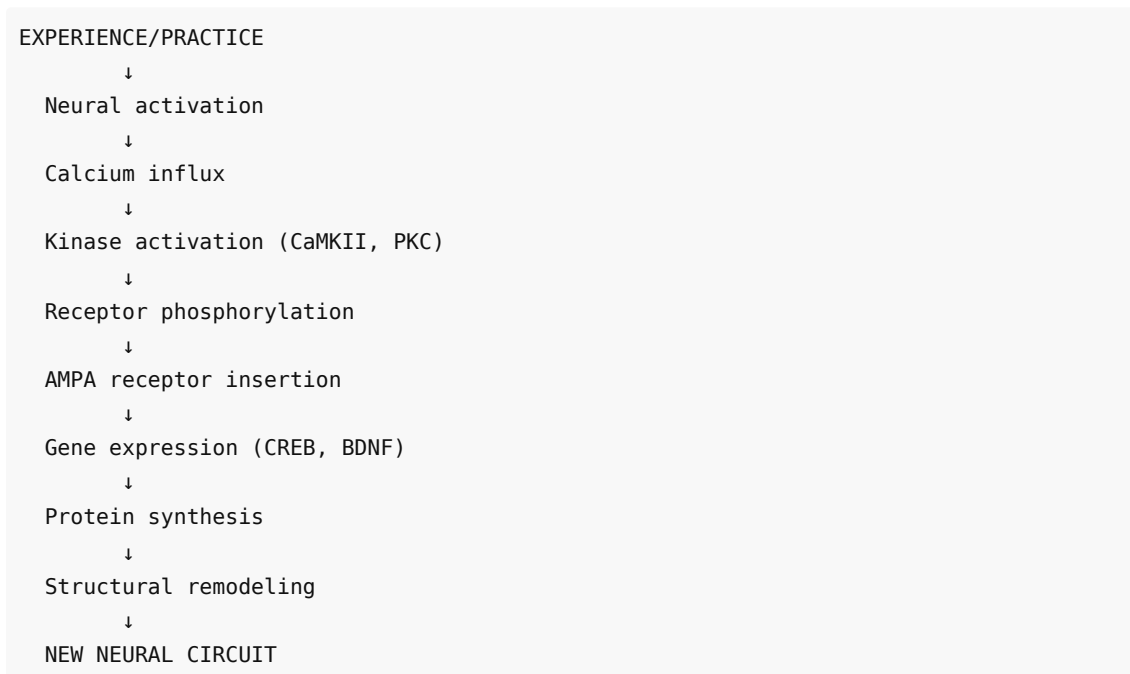 EXPERIENCE/PRACTICE
↓
Neural activation
↓
Calcium influx
↓
Kinase activation (CaMKII, PKC)
↓
Receptor phosphorylation
↓
AMPA receptor insertion
↓
Gene expression (CREB, BDNF)
↓
Protein synthesis
↓
Structural remodeling
↓
NEW NEURAL CIRCUIT